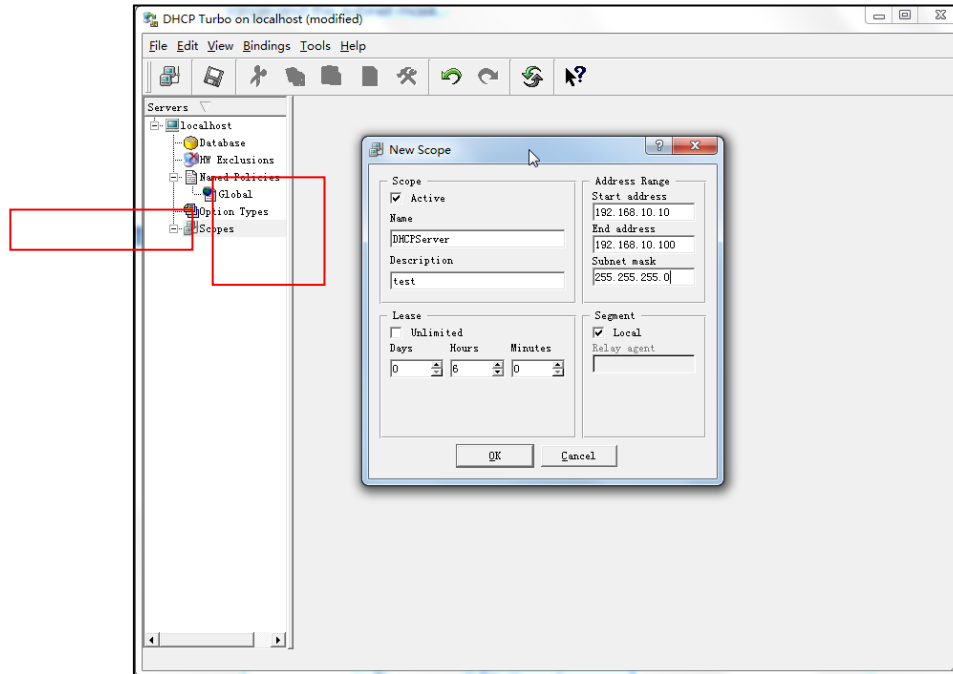 DHCP Turbo on localhost (modified)
File Edit View Bindings Tools Help
Servers
localhost
Database
HW Exclusions
Named Policies
Global
Option Types
Scopes
New Scope
Scope
Active
Name
DHCPServer
Description
test
Address Range
Start address
192.168.10.10
End address
192.168.10.100
Subnet mask
255.255.255.0
Lease
Unlimited
Days Hours Minutes
0 6 0
Segment
Local
Relay agent
OK Cancel